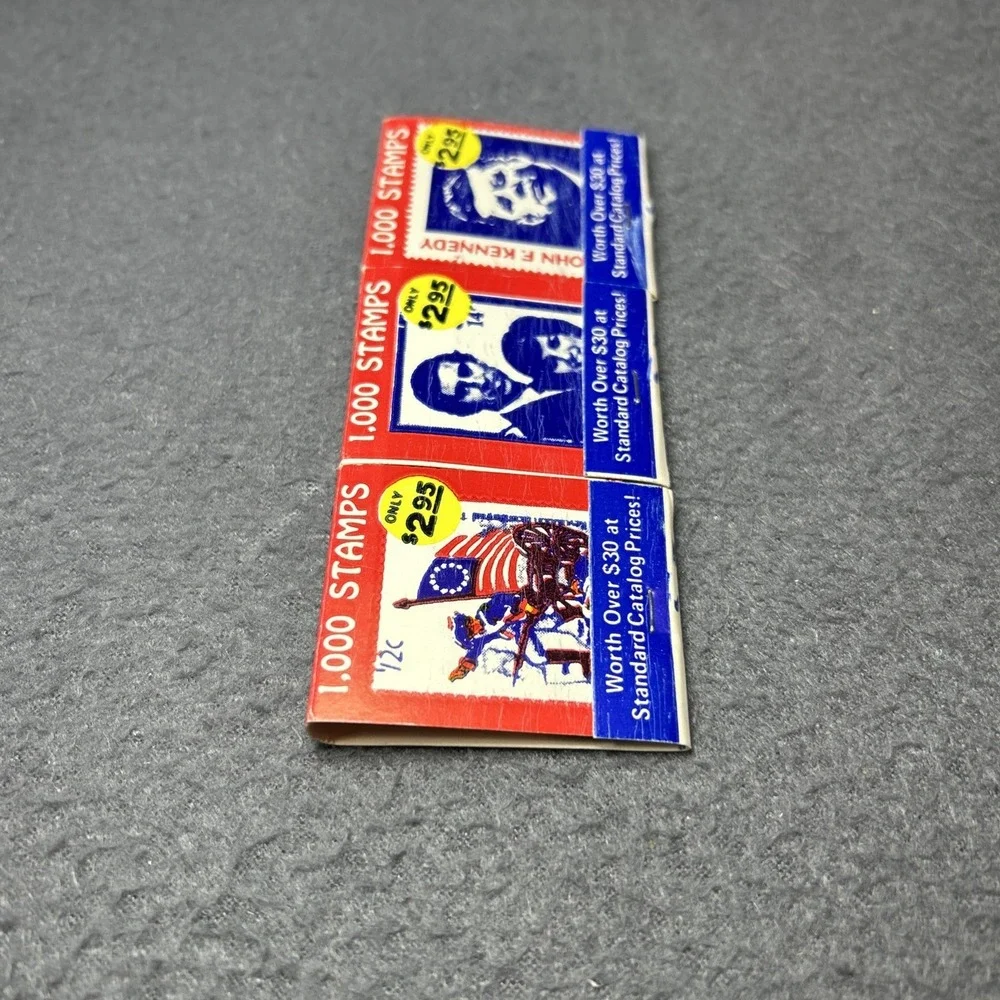 1,000 STAMPS
ONLY
$2.95
OHN F. KENNEDY
Worth Over $30 at
Standard Catalog Prices!
1,000 STAMPS
ONLY
$2.95
14
Worth Over $30 at
Standard Catalog Prices!
1,000 STAMPS
ONLY
$2.95
12c
Worth Over $30 at
Standard Catalog Prices!